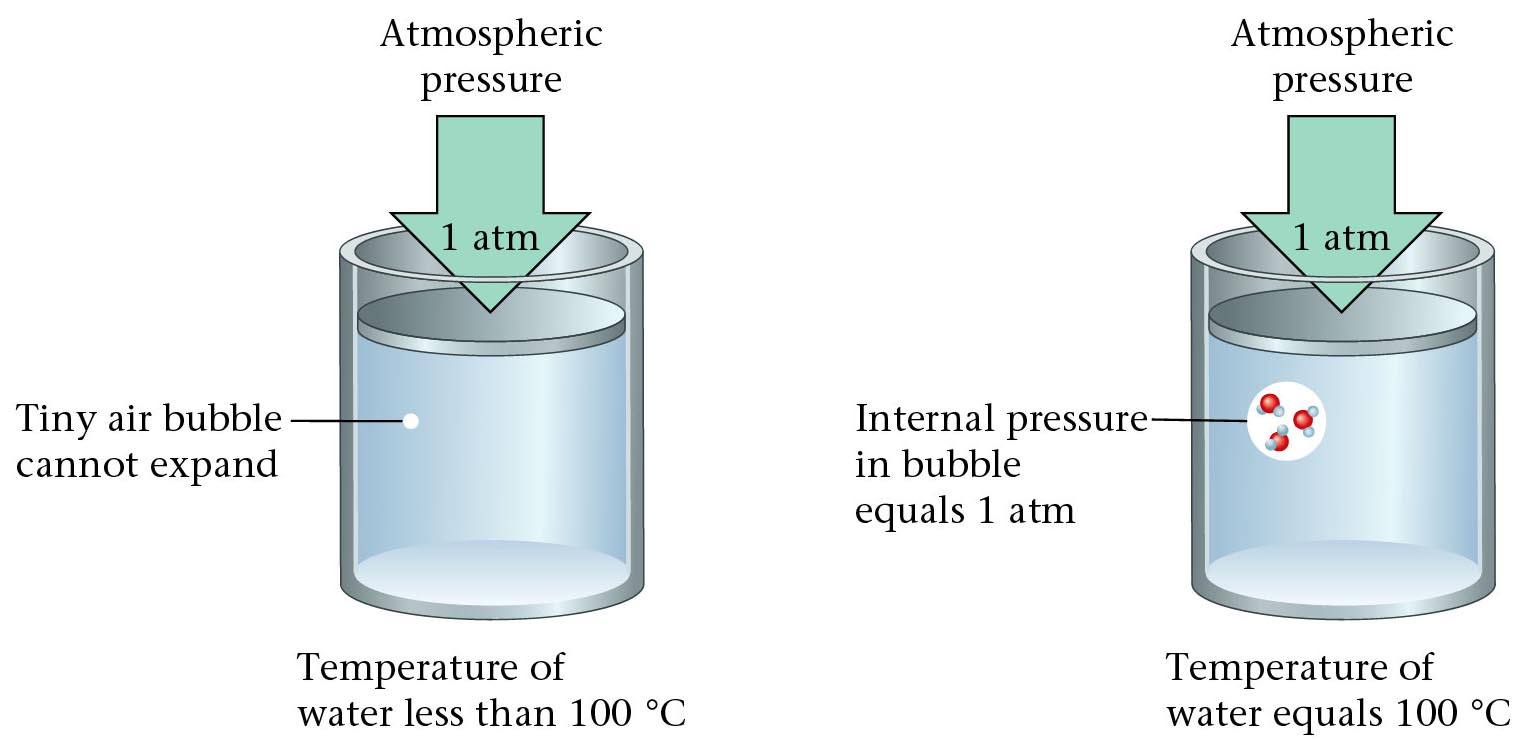 Atmospheric
pressure
1 atm
Tiny air bubble
cannot expand
Temperature of
water less than 100 °C
Atmospheric
pressure
1 atm
Internal pressure
in bubble
equals 1 atm
Temperature of
water equals 100 °C